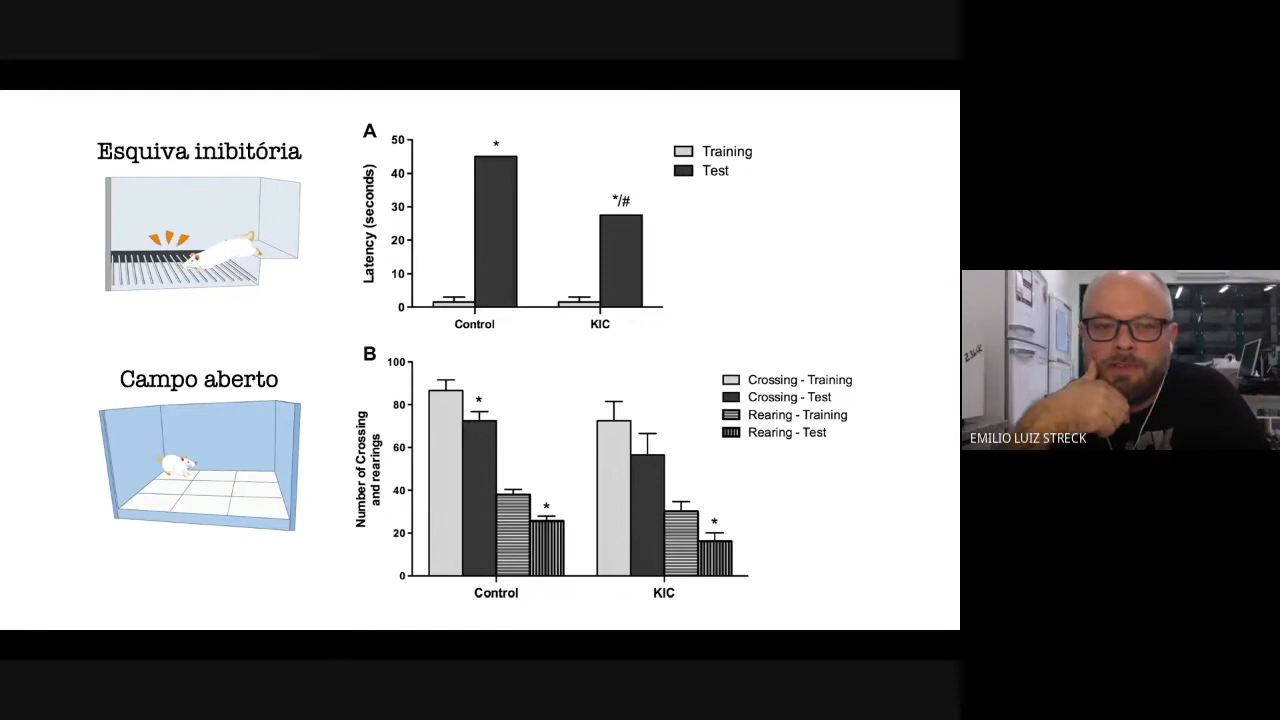 Esquiva inibitória
A
50
40
30
20
10
0
Latency (seconds)
*
*/#
Control
KIC
Training
Test
Campo aberto
B
100
80
60
40
20
0
Number of Crossing
and rearings
*
*
*
Control
KIC
Crossing - Training
Crossing - Test
Rearing - Training
Rearing - Test
EMILIO LUIZ STRECK